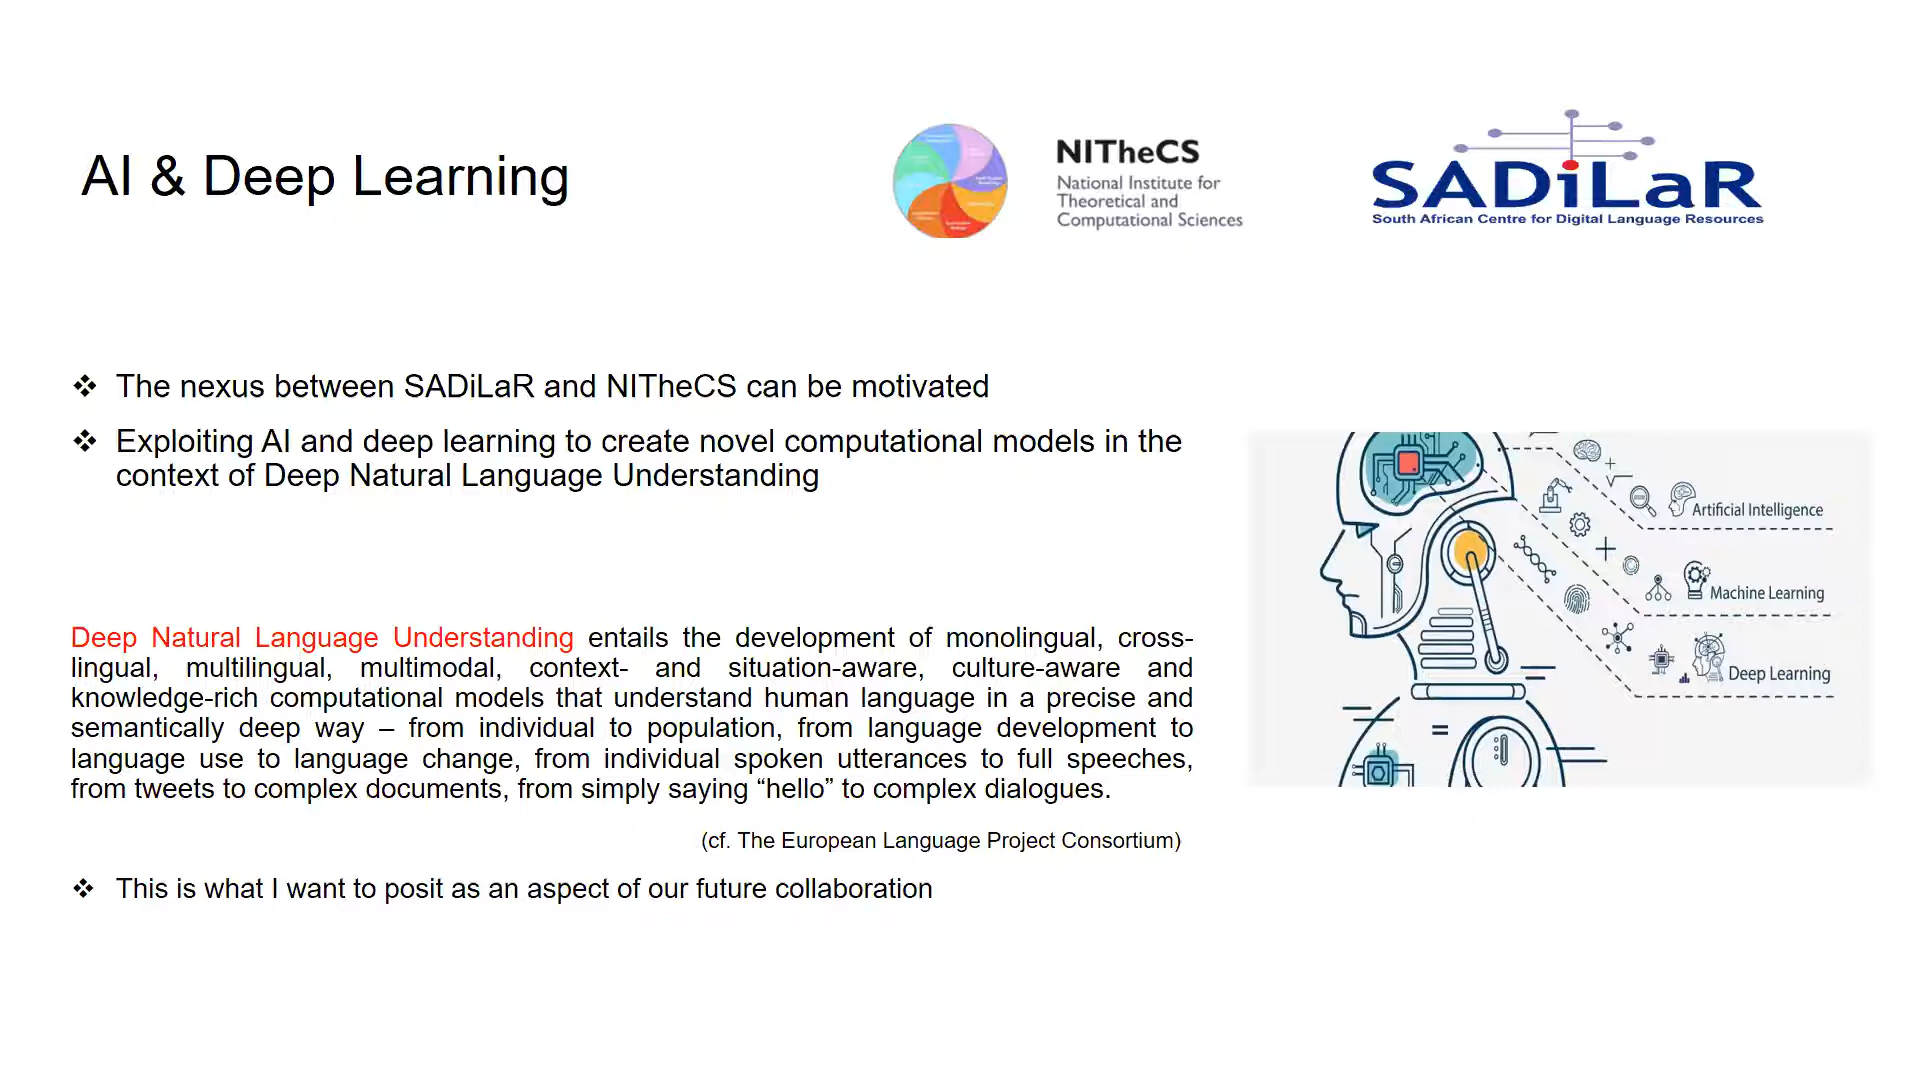 AI & Deep Learning
NITheCS
National Institute for
Theoretical and
Computational Sciences
SADiLaR
South African Centre for Digital Language Resources
❖ The nexus between SADiLaR and NITheCS can be motivated
❖ Exploiting AI and deep learning to create novel computational models in the
context of Deep Natural Language Understanding
Artificial Intelligence
Machine Learning
Deep Learning
Deep Natural Language Understanding entails the development of monolingual, cross-
lingual, multilingual, multimodal, context- and situation-aware, culture-aware and
knowledge-rich computational models that understand human language in a precise and
semantically deep way – from individual to population, from language development to
language use to language change, from individual spoken utterances to full speeches,
from tweets to complex documents, from simply saying “hello” to complex dialogues.
(cf. The European Language Project Consortium)
❖ This is what I want to posit as an aspect of our future collaboration